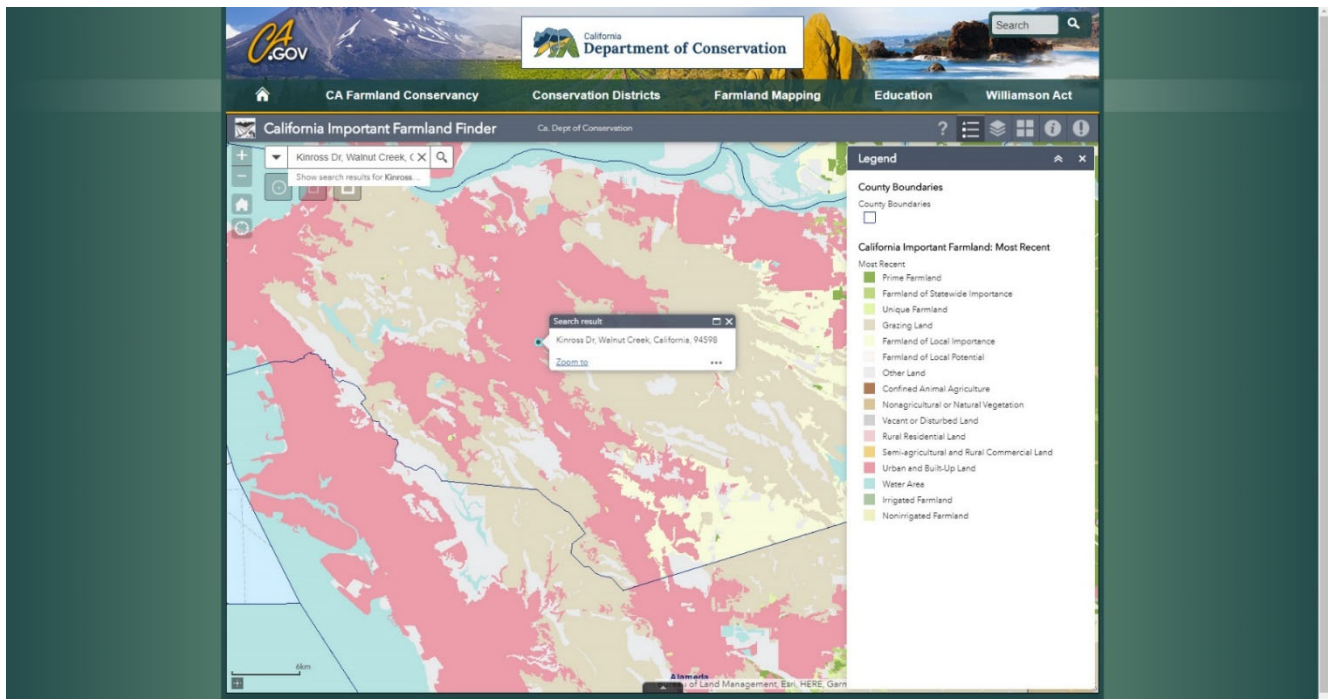 CA
.GOV
California
Department of Conservation
Search
CA Farmland Conservancy
Conservation Districts
Farmland Mapping
Education
Williamson Act
California Important Farmland Finder
Ca. Dept of Conservation
?
Kinross Dr, Walnut Creek, C
Show search results for Kinross...
Search result
Kinross Dr, Walnut Creek, California, 94598
Zoom to
Legend
County Boundaries
County Boundaries
California Important Farmland: Most Recent
Most Recent
Prime Farmland
Farmland of Statewide Importance
Unique Farmland
Grazing Land
Farmland of Local Importance
Farmland of Local Potential
Other Land
Confined Animal Agriculture
Nonagricultural or Natural Vegetation
Vacant or Disturbed Land
Rural Residential Land
Semi-agricultural and Rural Commercial Land
Urban and Built-Up Land
Water Area
Irrigated Farmland
Nonirrigated Farmland
6km
Alameda
of Land Management, Esri, HERE, Garm